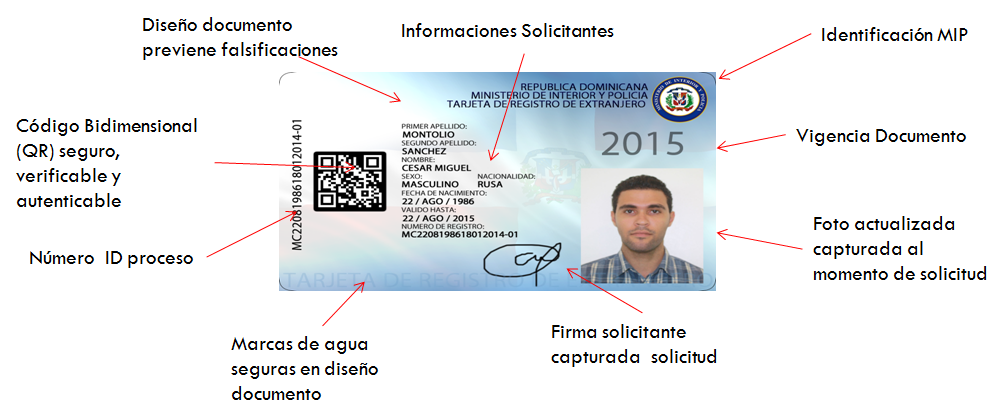 Diseño documento
previene falsificaciones
Informaciones Solicitantes
Identificación MIP
REPUBLICA DOMINICANA
MINISTERIO DE INTERIOR Y POLICIA
TARJETA DE REGISTRO DE EXTRANJERO
2015
Vigencia Documento
Código Bidimensional
(QR) seguro,
verificable y
autenticable
MC2208198618012014-01
PRIMER APELLIDO:
MONTOLIO
SEGUNDO APELLIDO:
SANCHEZ
NOMBRE:
CESAR MIGUEL
SEXO: NACIONALIDAD:
MASCULINO RUSA
FECHA DE NACIMIENTO:
22 / AGO / 1986
VALIDO HASTA:
22 / AGO / 2015
NUMERO DE REGISTRO:
MC2208198618012014-01
Foto actualizada
capturada al
momento de solicitud
Número ID proceso
TARJETA DE REGISTRO DE
Firma solicitante
capturada solicitud
Marcas de agua
seguras en diseño
documento